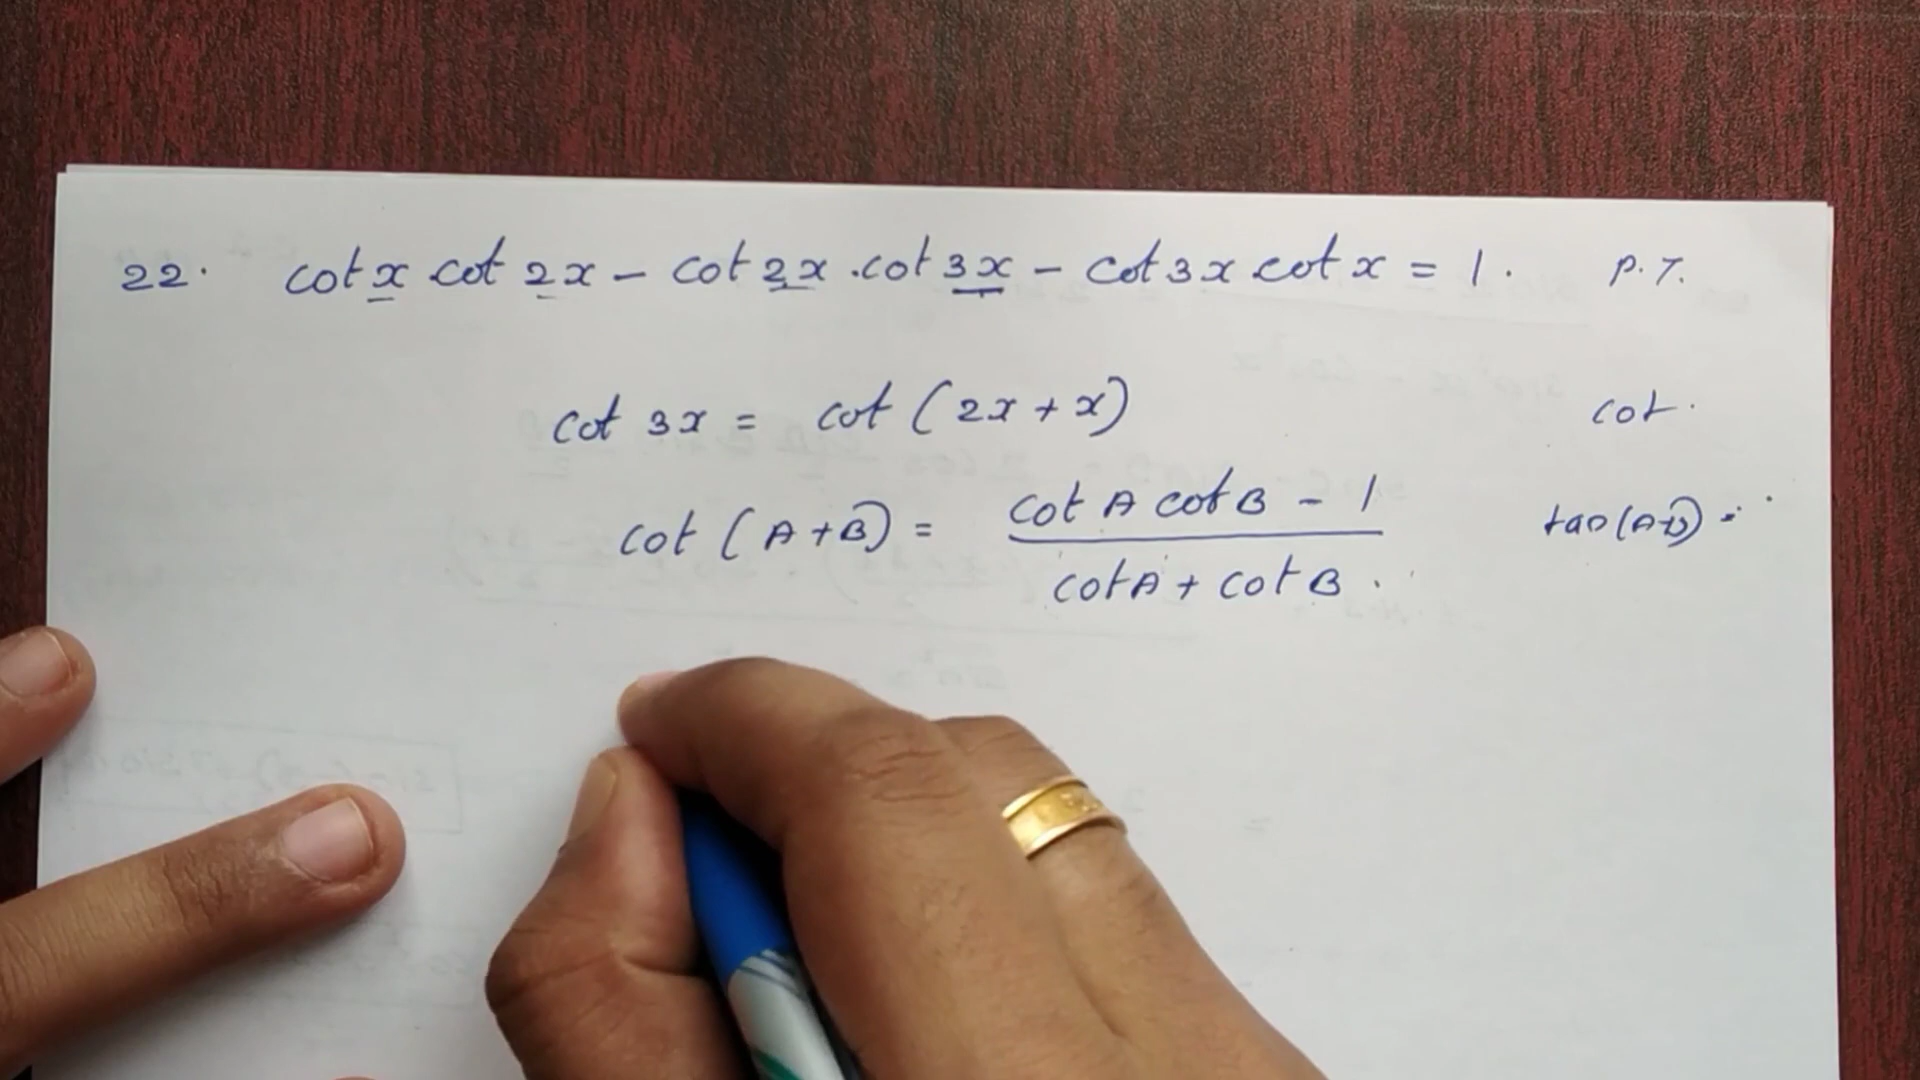 22. cot x cot 2x - cot 2x . cot 3x - cot 3x cot x = 1. P.T.
cot 3x = cot (2x + x)
cot.
cot (A+B) = cot A cot B - 1 / cot A + cot B.